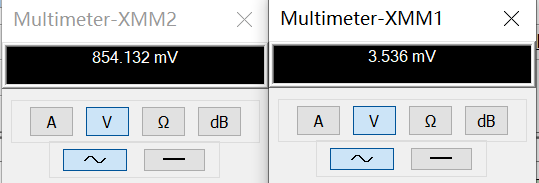 Multimeter-XMM2
854.132 mV
A V Ω dB
Multimeter-XMM1
3.536 mV
A V Ω dB